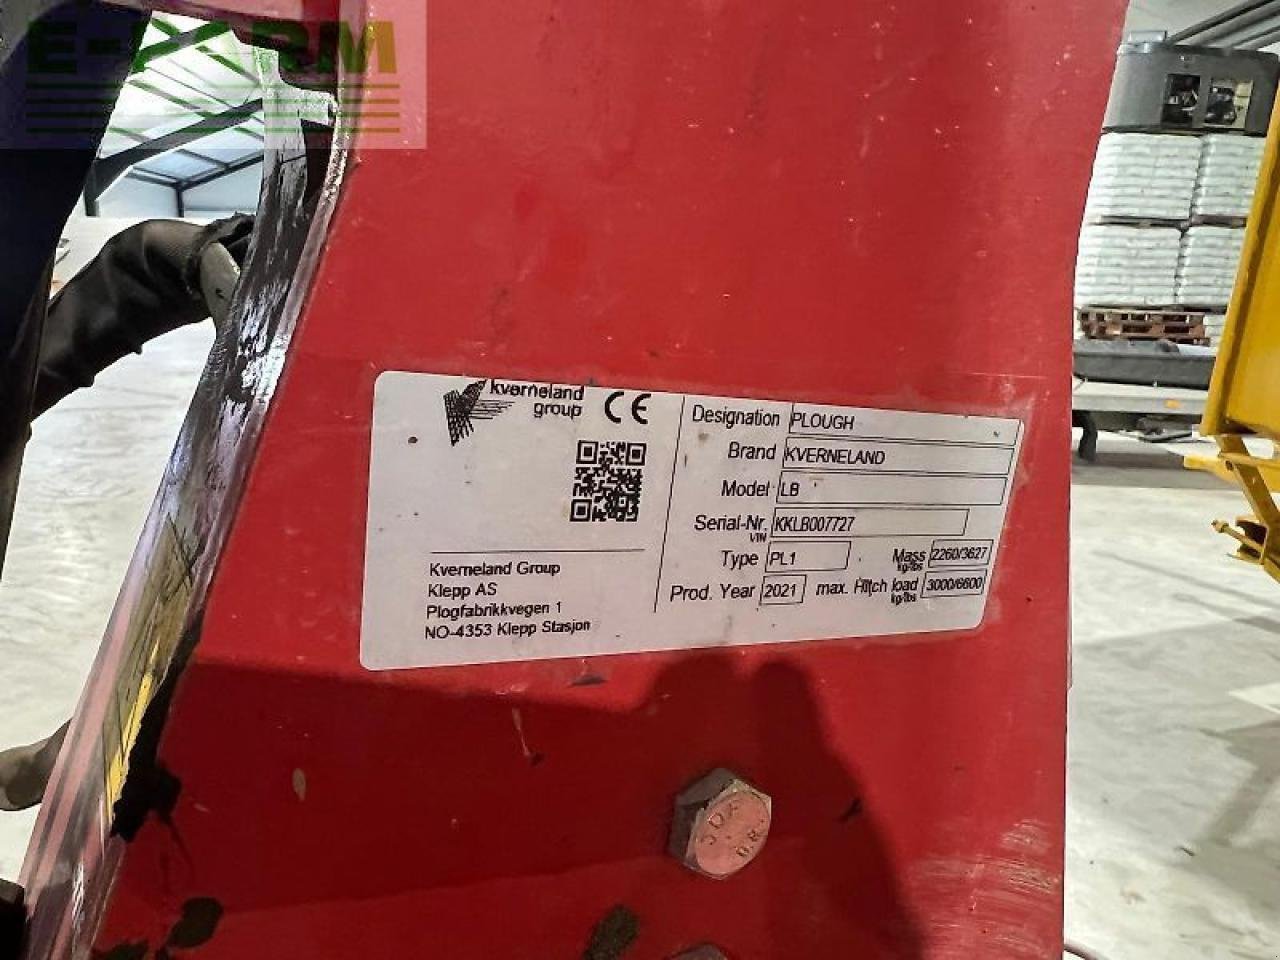 E-FARM
kverneland
group
CE
Kverneland Group
Klepp AS
Plogfabrikkvegen 1
NO-4353 Klepp Stasjon
Designation PLOUGH
Brand KVERNELAND
Model LB
Serial-Nr. KKLB007727
VIN
Type PL1 Mass 2260/3627
kg/lbs
Prod. Year 2021 max. Hitch load 3000/6600
kg/lbs